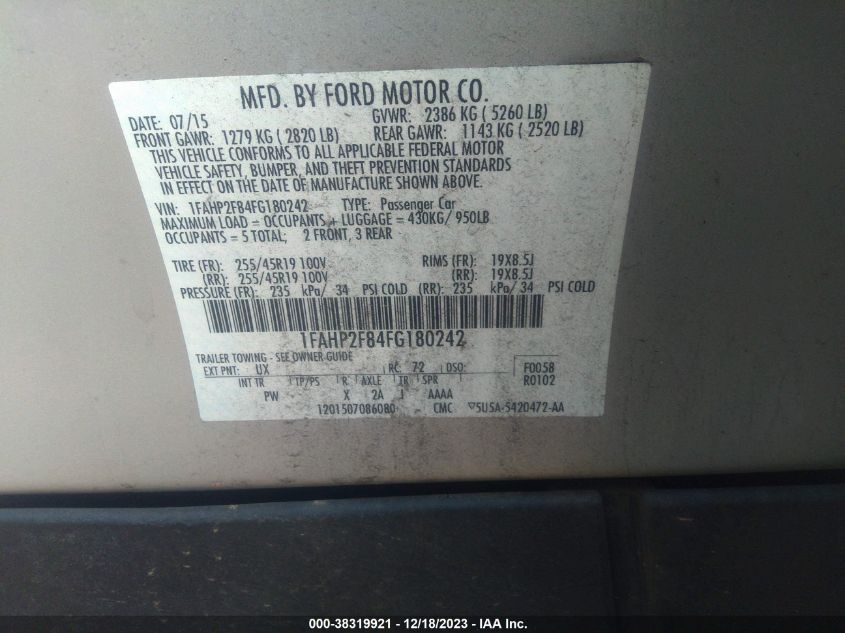 MFD. BY FORD MOTOR CO.
DATE: 07/15 GVWR: 2386 KG ( 5260 LB)
FRONT GAWR: 1279 KG ( 2820 LB) REAR GAWR: 1143 KG ( 2520 LB)
THIS VEHICLE CONFORMS TO ALL APPLICABLE FEDERAL MOTOR
VEHICLE SAFETY, BUMPER, AND THEFT PREVENTION STANDARDS
IN EFFECT ON THE DATE OF MANUFACTURE SHOWN ABOVE.
VIN: 1FAHP2F84FG180242 TYPE: Passenger Car
MAXIMUM LOAD = OCCUPANTS + LUGGAGE = 430KG/ 950LB
OCCUPANTS = 5 TOTAL; 2 FRONT, 3 REAR
TIRE (FR): 255/45R19 100V RIMS (FR): 19X8.5J
(RR): 255/45R19 100V (RR): 19X8.5J
PRESSURE (FR): 235 kPa/ 34 PSI COLD (RR): 235 kPa/ 34 PSI COLD
1FAHP2F84FG180242
TRAILER TOWING - SEE OWNER GUIDE
EXT PNT: UX RC: 72 DSO: F0058
INT TR TP/PS R AXLE TR SPR R0102
PW X 2A J AAAA
1201507086080 CMC ▽5U5A-5420472-AA
000-38319921 - 12/18/2023 - IAA Inc.